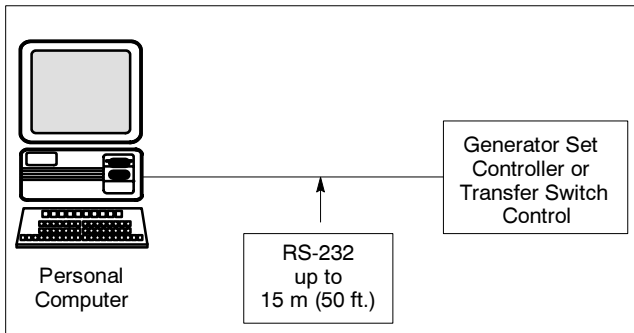 Personal
Computer
RS-232
up to
15 m (50 ft.)
Generator Set
Controller or
Transfer Switch
Control